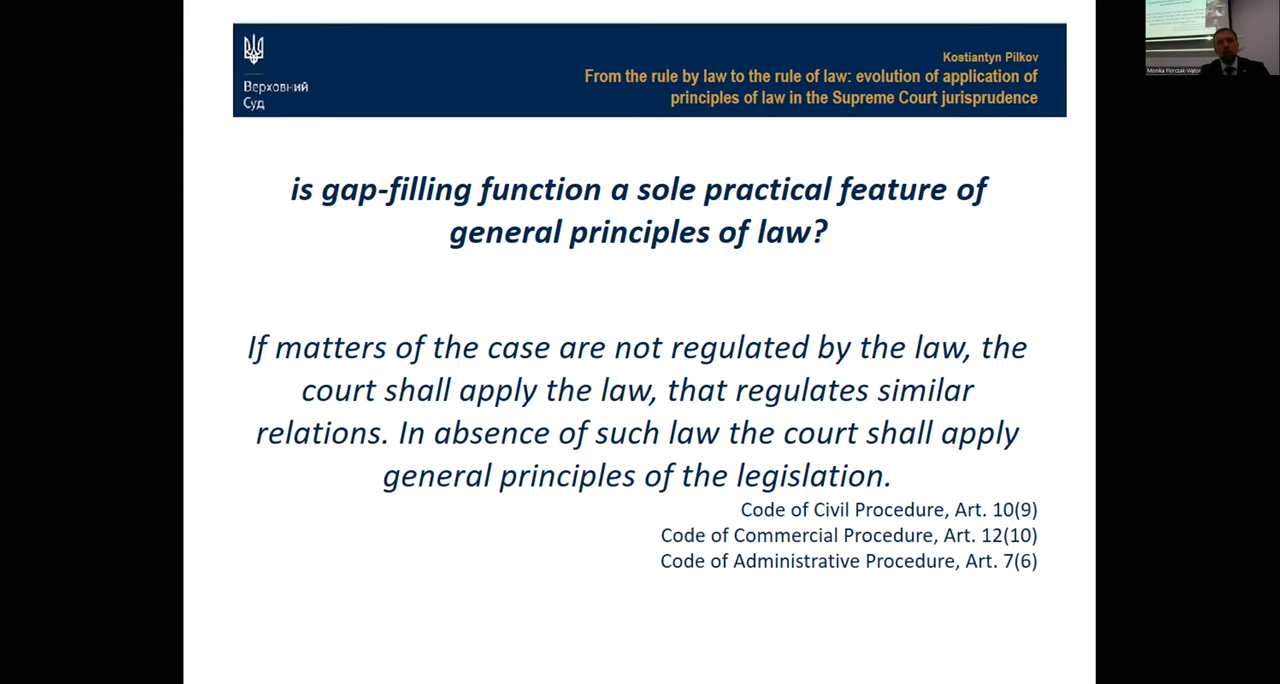 Верховний
Суд
Kostiantyn Pilkov
From the rule by law to the rule of law: evolution of application of
principles of law in the Supreme Court jurisprudence
is gap-filling function a sole practical feature of
general principles of law?
If matters of the case are not regulated by the law, the
court shall apply the law, that regulates similar
relations. In absence of such law the court shall apply
general principles of the legislation.
Code of Civil Procedure, Art. 10(9)
Code of Commercial Procedure, Art. 12(10)
Code of Administrative Procedure, Art. 7(6)